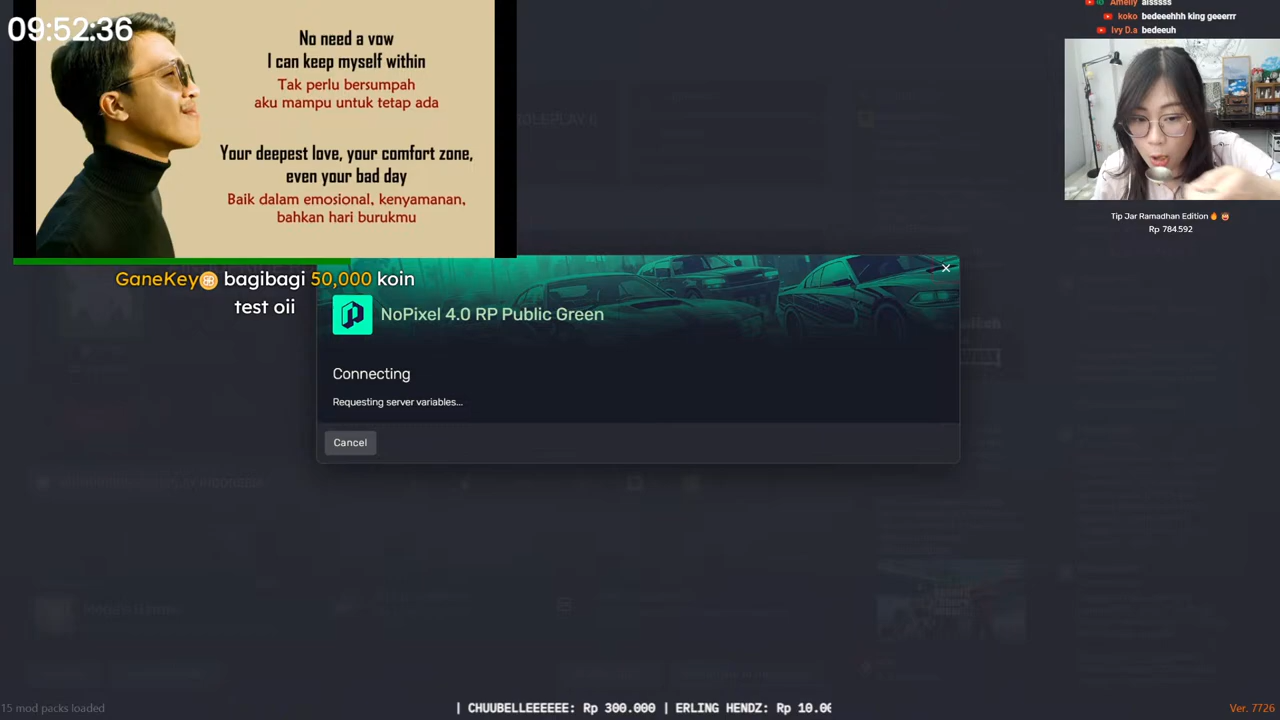 09:52:36
No need a vow
I can keep myself within
Tak perlu bersumpah
aku mampu untuk tetap ada
Your deepest love, your comfort zone,
even your bad day
Baik dalam emosional, kenyamanan,
bahkan hari burukmu
GaneKey bagibagi 50,000 koin
test oii
Amelly aisssss
koko bedeeehhh king geeerrr
Ivy D.a bedeeuh
Tip Jar Ramadhan Edition
Rp 784.592
NoPixel 4.0 RP Public Green
Connecting
Requesting server variables...
Cancel
15 mod packs loaded
| CHUUBELLEEEEEE: Rp 300.000 | ERLING HENDZ: Rp 10.0
Ver. 7726